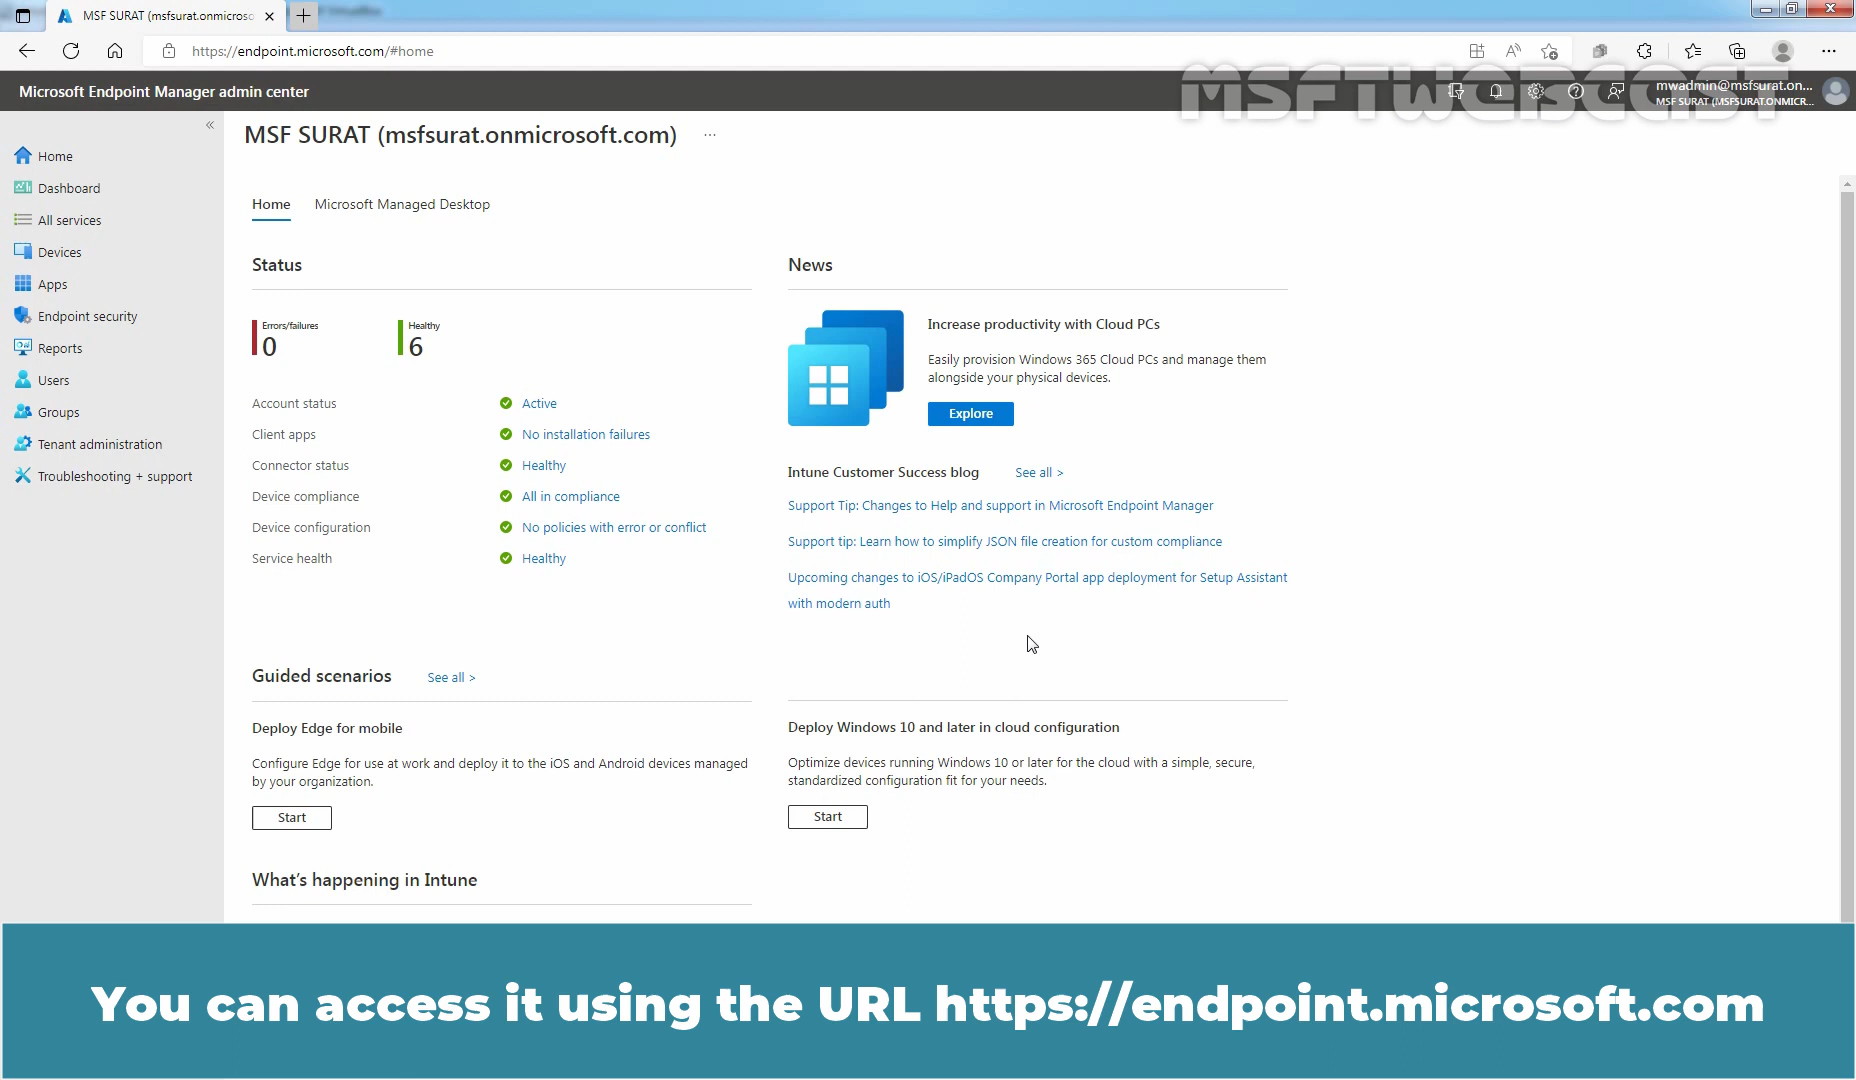 MSF SURAT (msfsurat.onmicroso
https://endpoint.microsoft.com/#home
MSFTWEBCAST
Microsoft Endpoint Manager admin center
mwadmin@msfsurat.on...
MSF SURAT (MSFSURAT.ONMICR...
«
MSF SURAT (msfsurat.onmicrosoft.com)
...
Home
Dashboard
All services
Devices
Apps
Endpoint security
Reports
Users
Groups
Tenant administration
Troubleshooting + support
Home
Microsoft Managed Desktop
Status
Errors/failures
0
Healthy
6
Account status
Active
Client apps
No installation failures
Connector status
Healthy
Device compliance
All in compliance
Device configuration
No policies with error or conflict
Service health
Healthy
News
Increase productivity with Cloud PCs
Easily provision Windows 365 Cloud PCs and manage them
alongside your physical devices.
Explore
Intune Customer Success blog
See all >
Support Tip: Changes to Help and support in Microsoft Endpoint Manager
Support tip: Learn how to simplify JSON file creation for custom compliance
Upcoming changes to iOS/iPadOS Company Portal app deployment for Setup Assistant
with modern auth
Guided scenarios
See all >
Deploy Edge for mobile
Configure Edge for use at work and deploy it to the iOS and Android devices managed
by your organization.
Start
Deploy Windows 10 and later in cloud configuration
Optimize devices running Windows 10 or later for the cloud with a simple, secure,
standardized configuration fit for your needs.
Start
What's happening in Intune
You can access it using the URL https://endpoint.microsoft.com